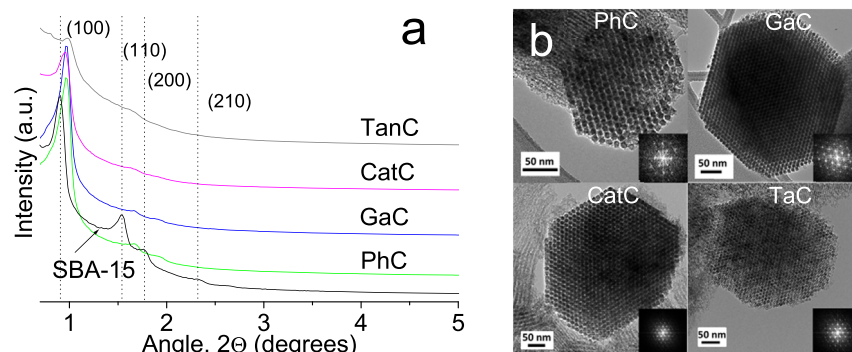 a
(100)
(110)
(200)
(210)
TanC
CatC
GaC
PhC
SBA-15
Intensity (a.u.)
1
2
3
4
5
Angle, 2Θ (degrees)
b
PhC
GaC
50 nm
50 nm
CatC
TaC
50 nm
50 nm